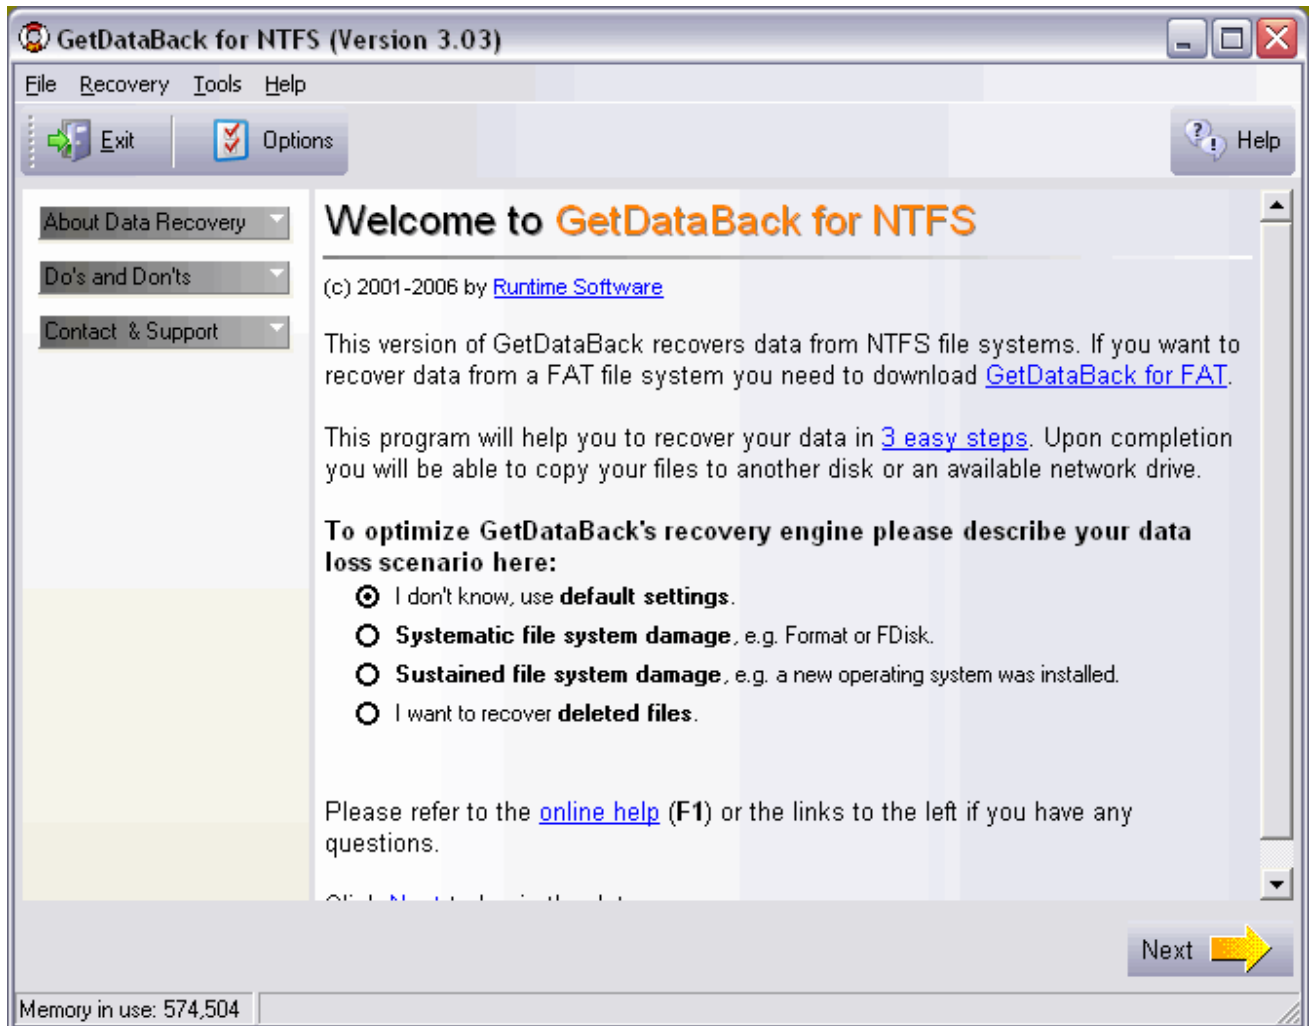 GetDataBack for NTFS (Version 3.03)
File Recovery Tools Help
Exit Options Help
About Data Recovery
Do's and Don'ts
Contact & Support
Welcome to GetDataBack for NTFS
(c) 2001-2006 by Runtime Software
This version of GetDataBack recovers data from NTFS file systems. If you want to
recover data from a FAT file system you need to download GetDataBack for FAT.
This program will help you to recover your data in 3 easy steps. Upon completion
you will be able to copy your files to another disk or an available network drive.
To optimize GetDataBack's recovery engine please describe your data
loss scenario here:
I don't know, use default settings.
Systematic file system damage, e.g. Format or FDisk.
Sustained file system damage, e.g. a new operating system was installed.
I want to recover deleted files.
Please refer to the online help (F1) or the links to the left if you have any
questions.
Next
Memory in use: 574,504